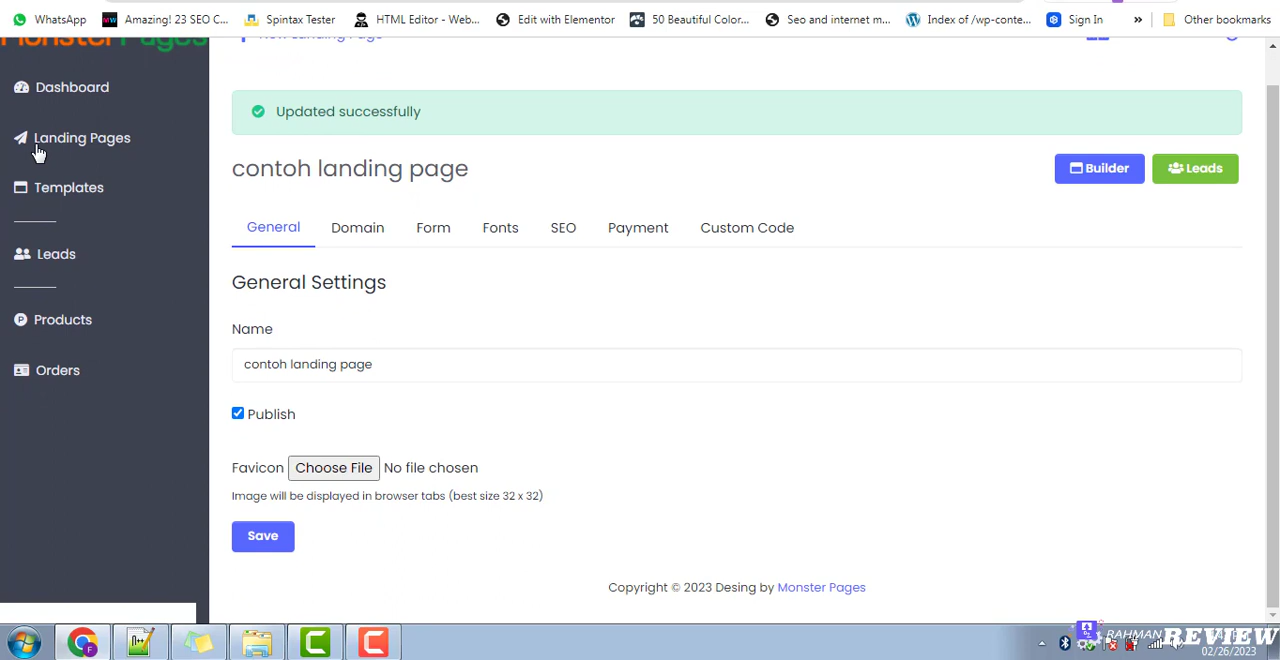 WhatsApp
Amazing! 23 SEO C...
Spintax Tester
HTML Editor - Web...
Edit with Elementor
50 Beautiful Color...
Sec and internet m...
Index of /wp-conte...
Sign In
»
Other bookmarks
Monster Pages
New Landing Page
Dashboard
Landing Pages
Templates
Leads
Products
Orders
Updated successfully
contoh landing page
Builder
Leads
General
Domain
Form
Fonts
SEO
Payment
Custom Code
General Settings
Name
contoh landing page
Publish
Favicon Choose File No file chosen
Image will be displayed in browser tabs (best size 32 x 32)
Save
Copyright © 2023 Desing by Monster Pages
RAHMAN REVIEW
02/26/2023